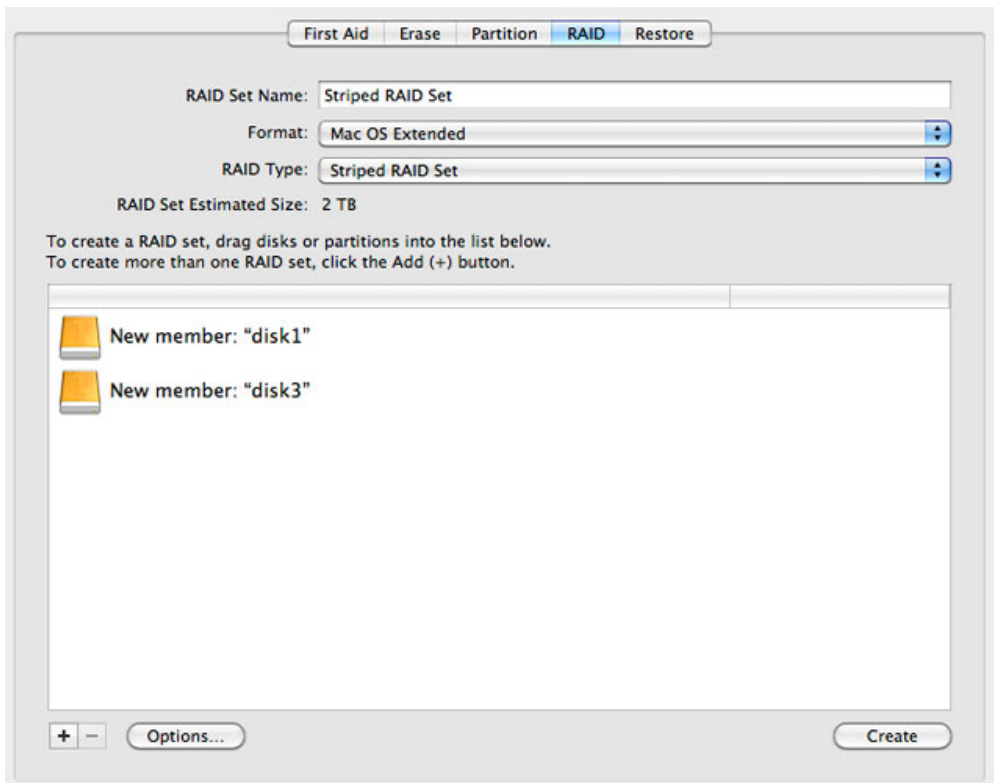 First Aid Erase Partition RAID Restore
RAID Set Name: Striped RAID Set
Format: Mac OS Extended
RAID Type: Striped RAID Set
RAID Set Estimated Size: 2 TB
To create a RAID set, drag disks or partitions into the list below.
To create more than one RAID set, click the Add (+) button.
New member: “disk1”
New member: “disk3”
+ − Options... Create